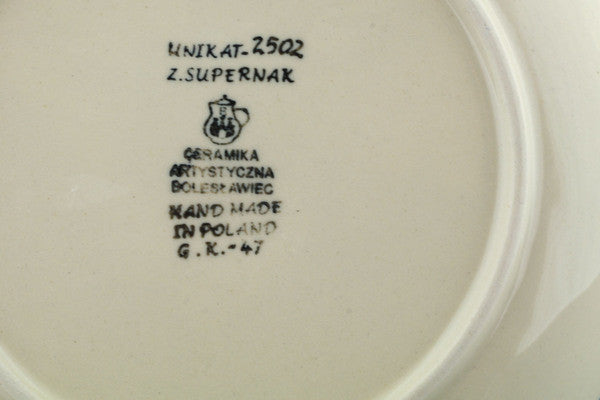 UNIKAT-2502
Z.SUPERNAK
B
CERAMIKA
ARTYSTYCZNA
BOLESŁAWIEC
HAND MADE
IN POLAND
G.K.-47